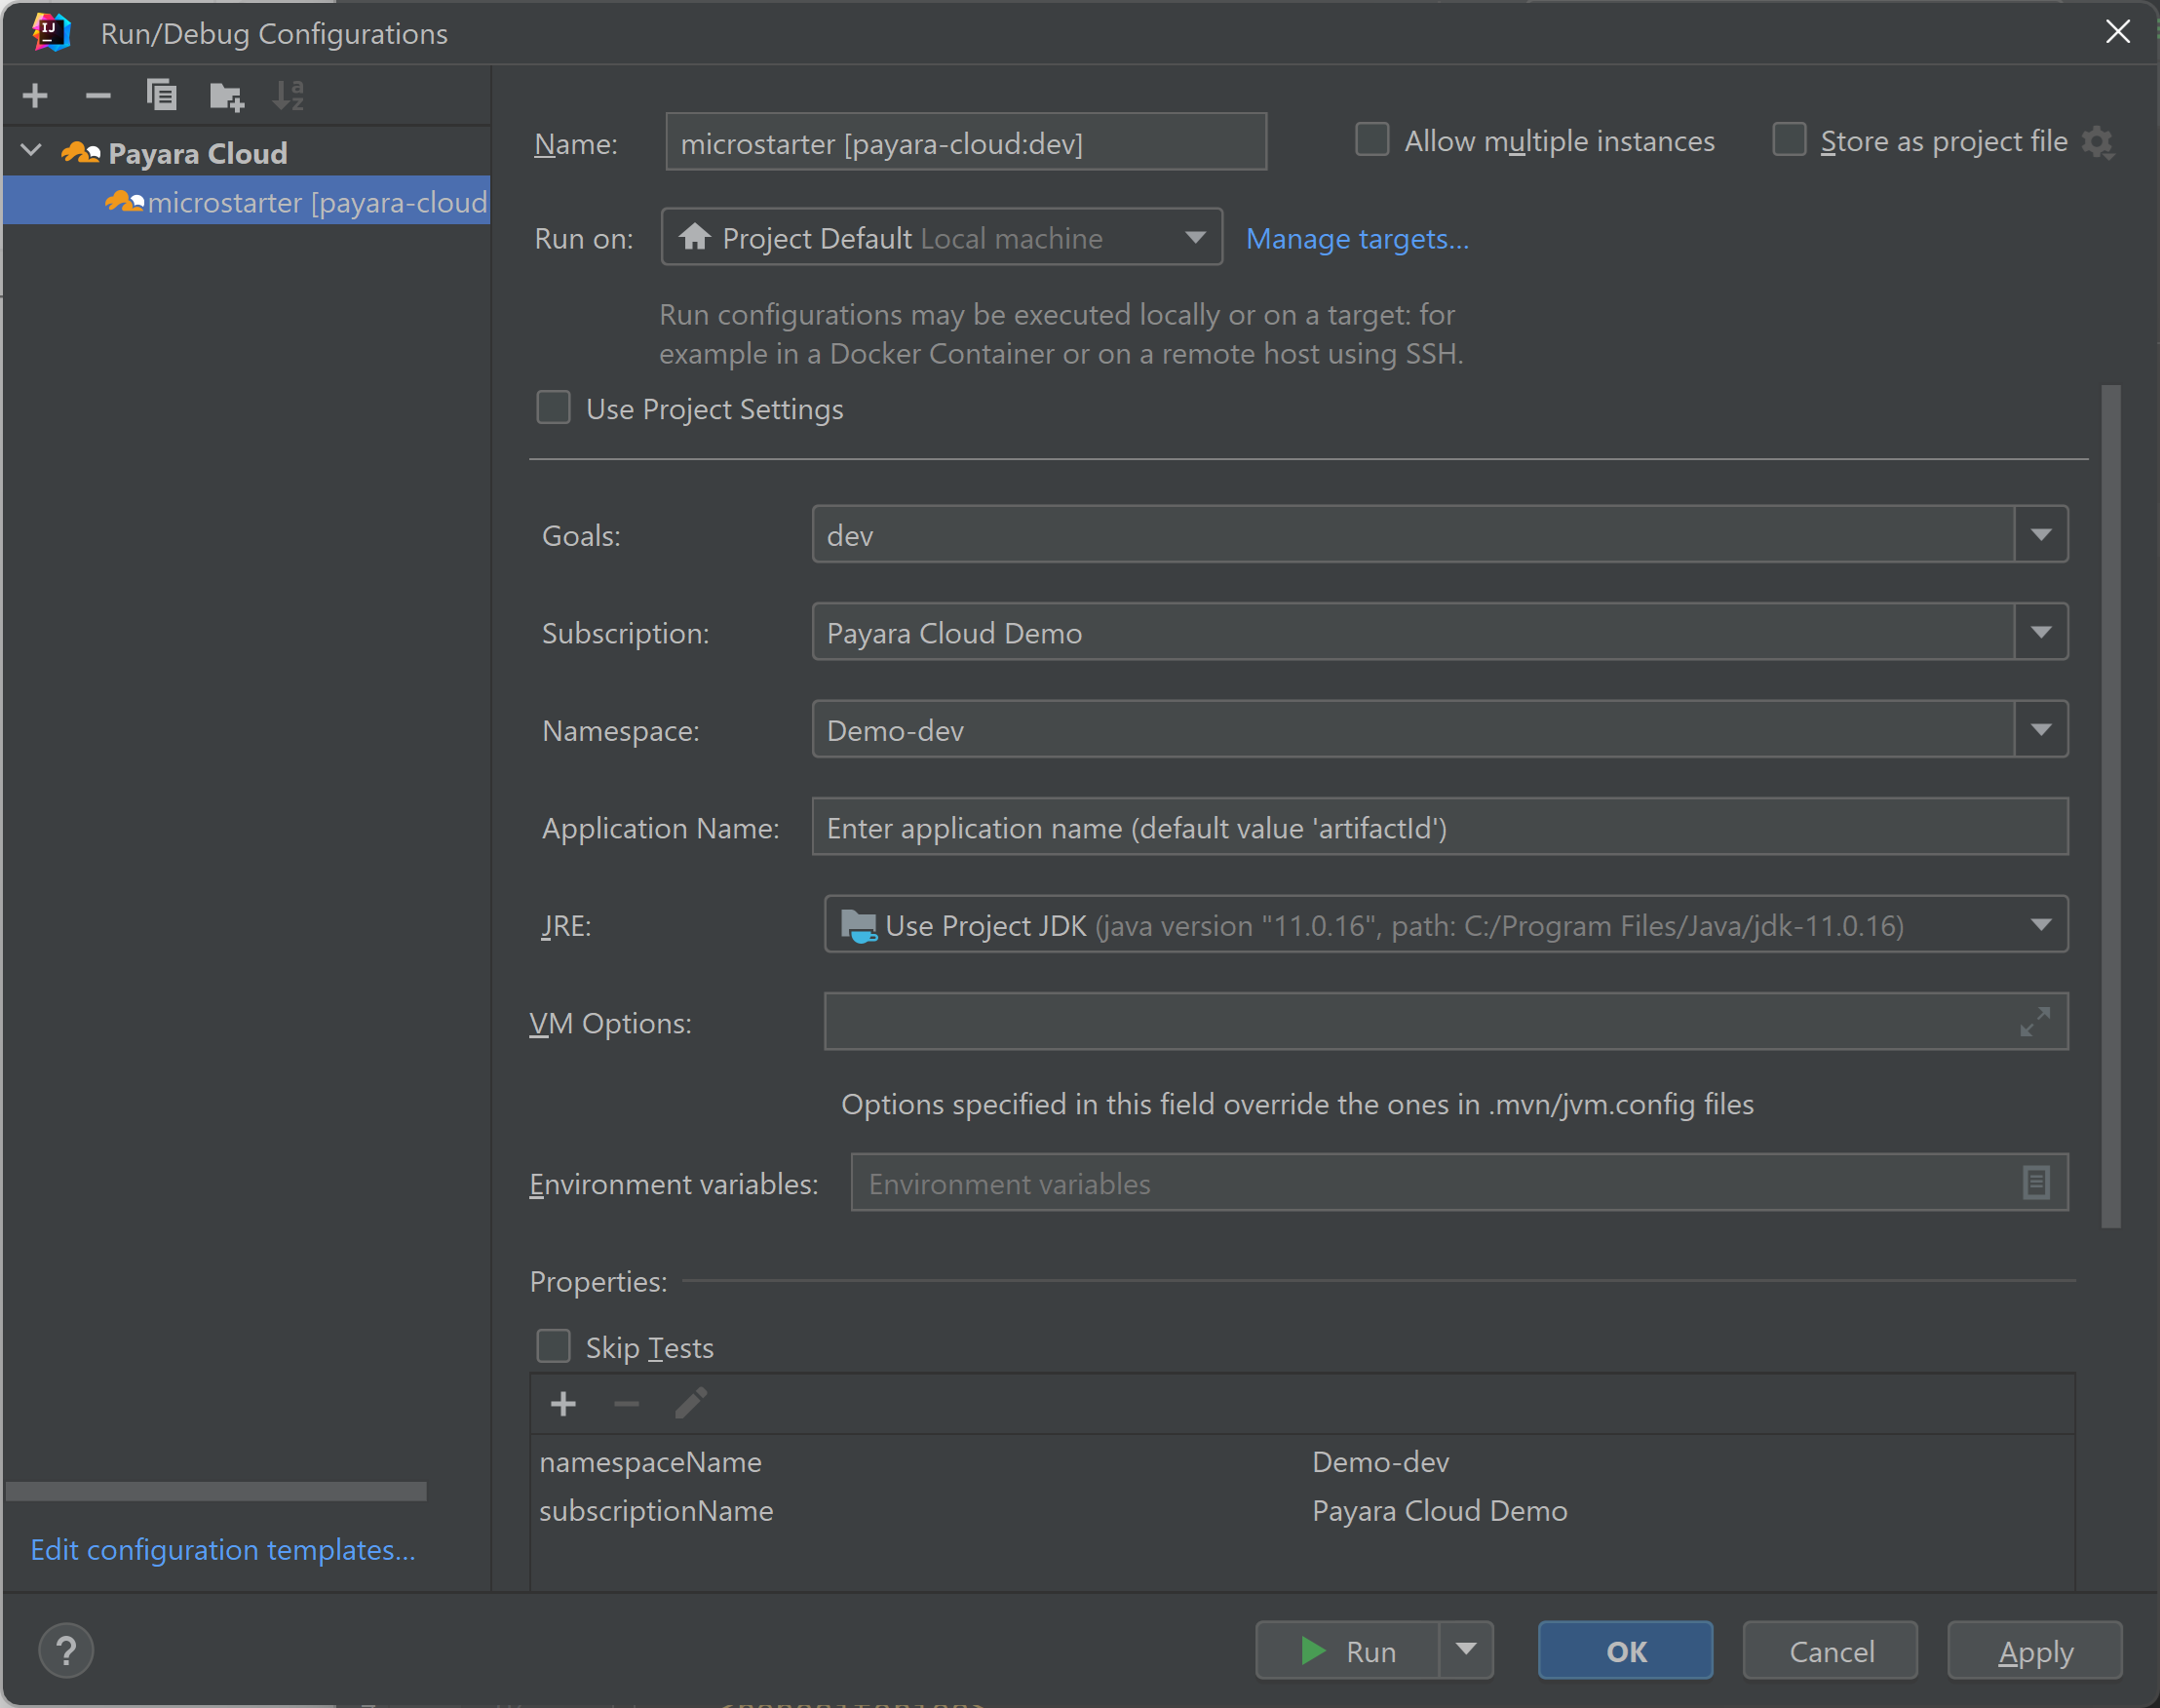 Run/Debug Configurations
Payara Cloud
microstarter [payara-cloud
Edit configuration templates...
Name: microstarter [payara-cloud:dev] Allow multiple instances Store as project file
Run on: Project Default Local machine Manage targets...
Run configurations may be executed locally or on a target: for
example in a Docker Container or on a remote host using SSH.
Use Project Settings
Goals: dev
Subscription: Payara Cloud Demo
Namespace: Demo-dev
Application Name: Enter application name (default value 'artifactId')
JRE: Use Project JDK (java version "11.0.16", path: C:/Program Files/Java/jdk-11.0.16)
VM Options:
Options specified in this field override the ones in .mvn/jvm.config files
Environment variables: Environment variables
Properties:
Skip Tests
namespaceName Demo-dev
subscriptionName Payara Cloud Demo
? Run OK Cancel Apply